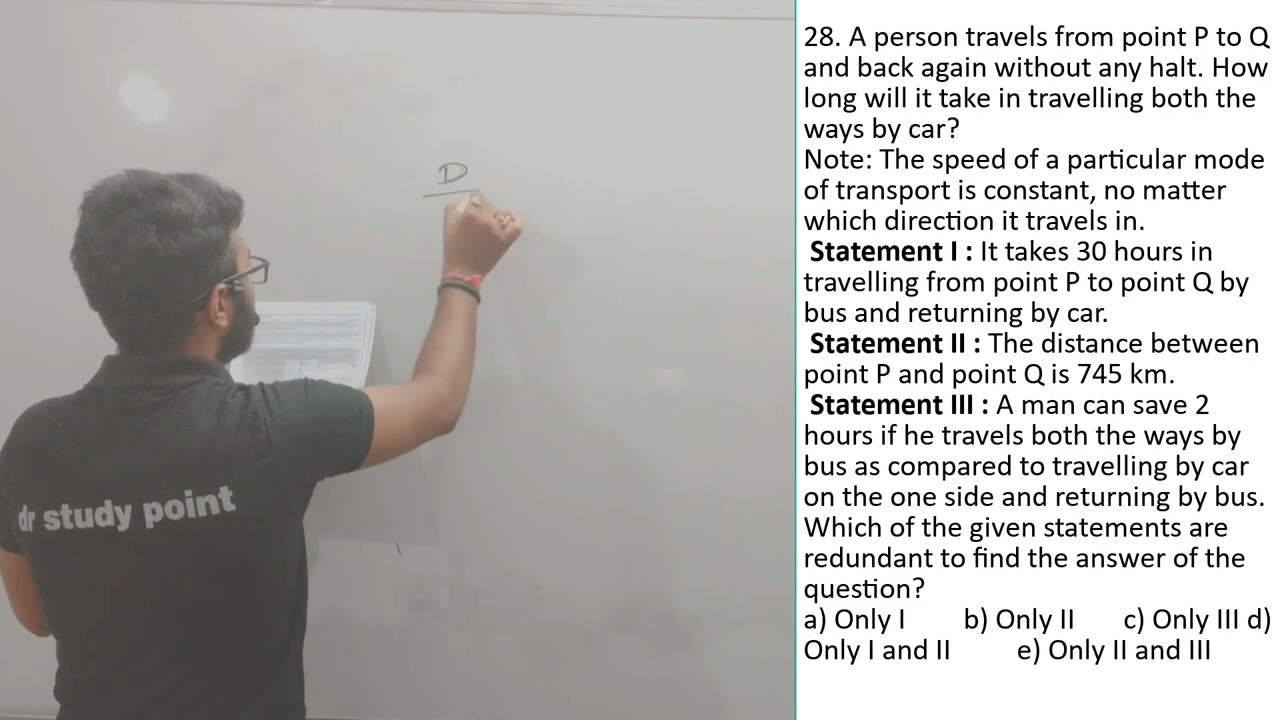 D
dr study point
28. A person travels from point P to Q
and back again without any halt. How
long will it take in travelling both the
ways by car?
Note: The speed of a particular mode
of transport is constant, no matter
which direction it travels in.
Statement I : It takes 30 hours in
travelling from point P to point Q by
bus and returning by car.
Statement II : The distance between
point P and point Q is 745 km.
Statement III : A man can save 2
hours if he travels both the ways by
bus as compared to travelling by car
on the one side and returning by bus.
Which of the given statements are
redundant to find the answer of the
question?
a) Only I b) Only II c) Only III d)
Only I and II e) Only II and III